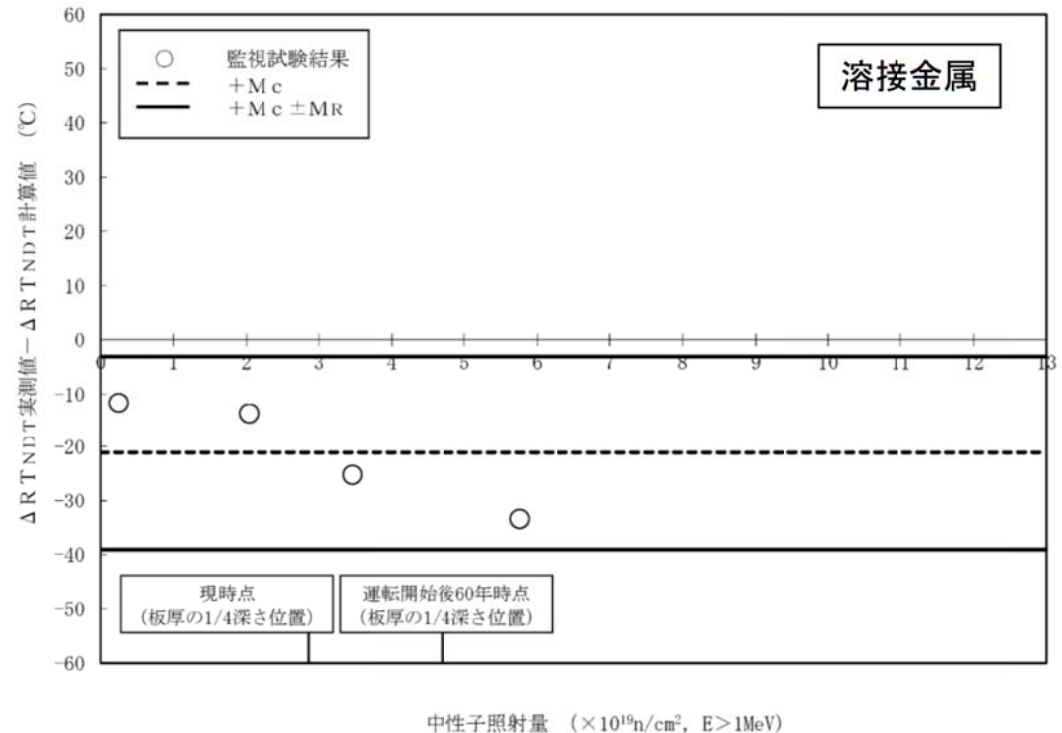 60
50
40
30
20
10
0
-10
-20
-30
-40
-50
-60
ΔRTNDT実測値－ΔRTNDT計算値 (℃)
監視試験結果
＋Mc
＋Mc ±MR
溶接金属
0 1 2 3 4 5 6 7 8 9 10 11 12 13
現時点
(板厚の1/4深さ位置)
運転開始後60年時点
(板厚の1/4深さ位置)
中性子照射量 (×10¹⁹n/cm², E>1MeV)